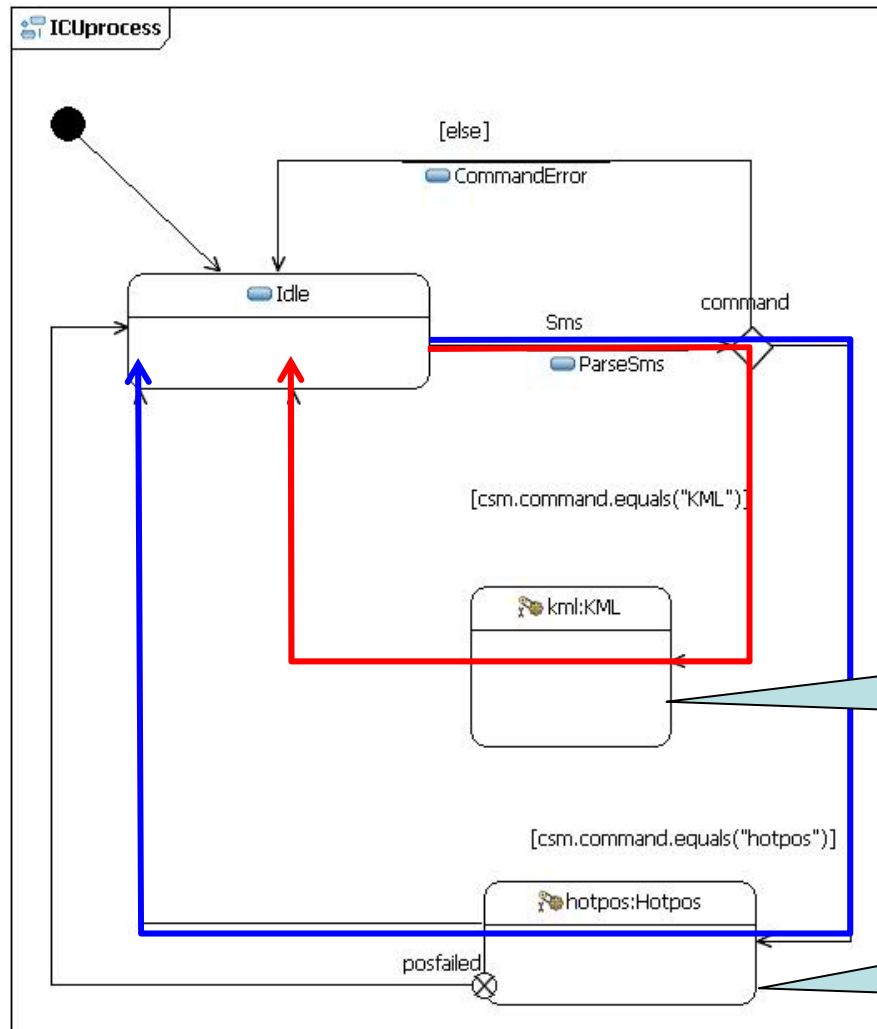 ICUprocess
[else]
CommandError
Idle
command
Sms
ParseSms
[csm.command.equals("KML")]
kml:KML
[csm.command.equals("hotpos")]
hotpos:Hotpos
posfailed